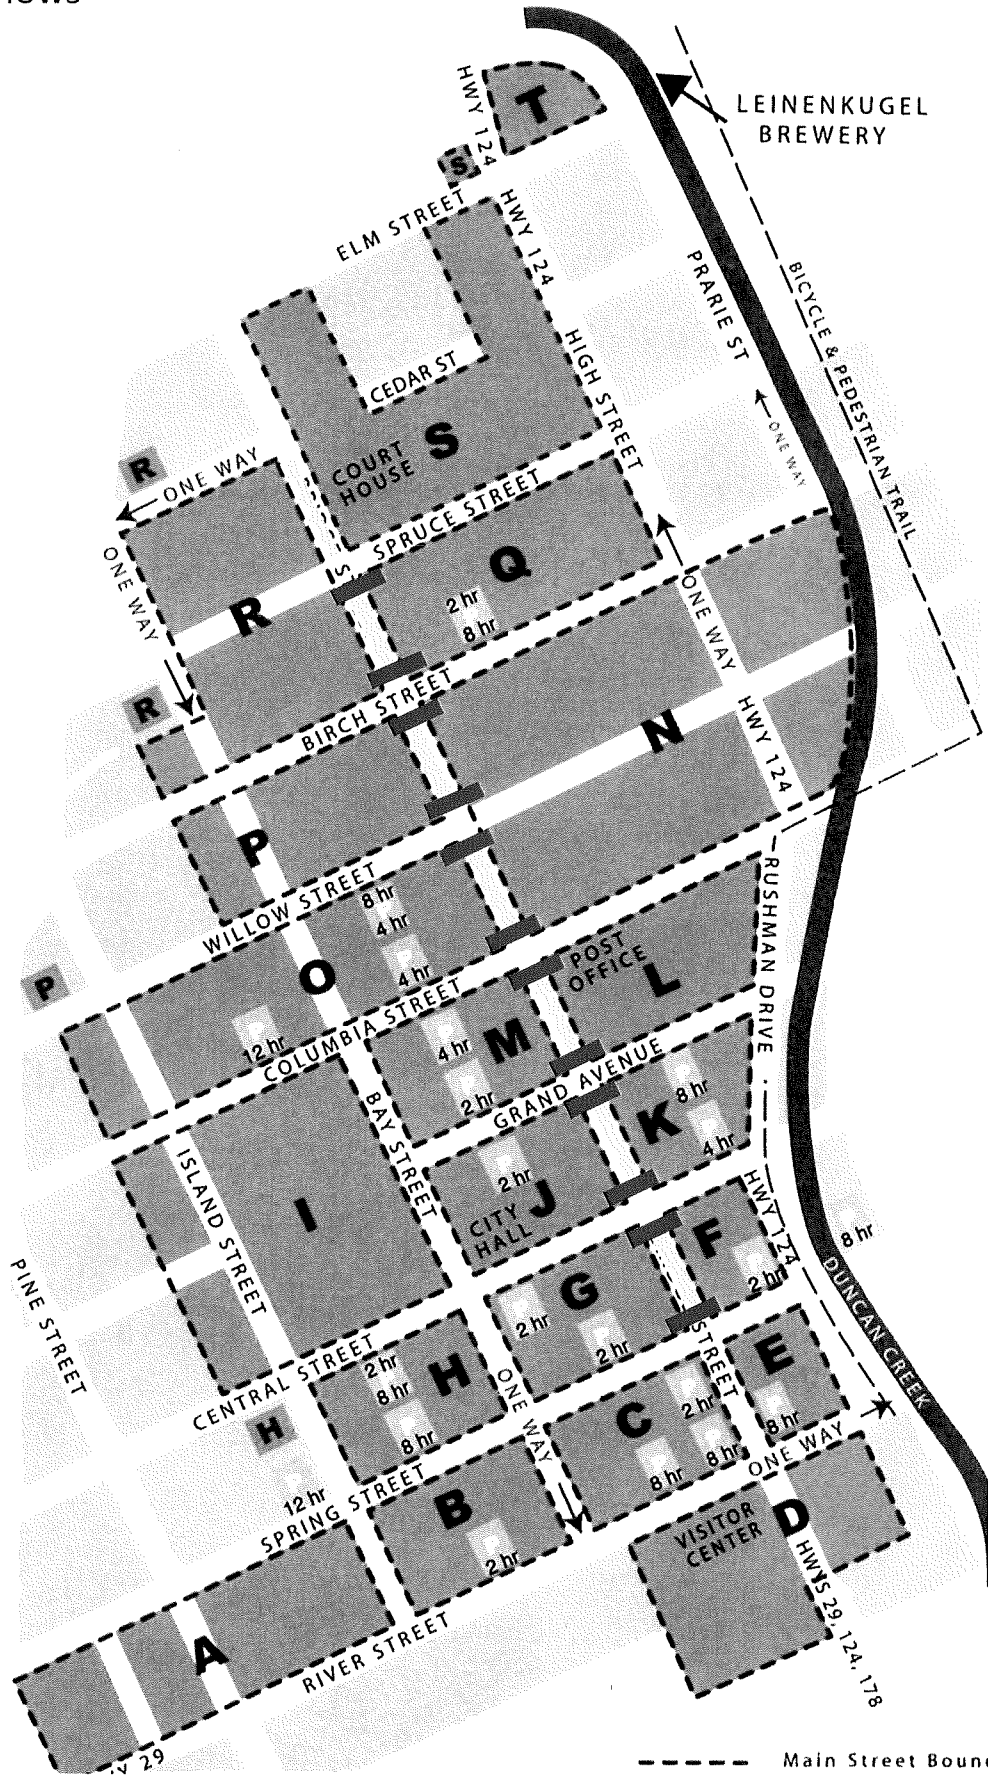 HWY 124
T
LEINENKUGEL
BREWERY
S
ELM STREET
HWY 124
PRARIE ST
BICYCLE & PEDESTRIAN TRAIL
CEDAR ST
HIGH STREET
S
COURT
HOUSE
ONE WAY
R
ONE WAY
SPRUCE STREET
ONE WAY
Q
2 hr
8 hr
R
ONE WAY
R
BIRCH STREET
N
HWY 124
P
WILLOW STREET
8 hr
4 hr
P
4 hr
RUSHMAN DRIVE
POST
OFFICE
L
O
P
P
12 hr
COLUMBIA STREET
P
4 hr
M
P
2 hr
GRAND AVENUE
8 hr
K
P
4 hr
BAY STREET
P
2 hr
J
CITY
HALL
ISLAND STREET
I
HWY 124
8 hr
F
P
2 hr
G
P
2 hr
P
2 hr
DUNCAN CREEK
PINE STREET
CENTRAL STREET
2 hr
8 hr
H
P
8 hr
STREET
E
P
8 hr
C
P
2 hr
P
8 hr
P
8 hr
ONE WAY
ONE WAY
H
P
12 hr
SPRING STREET
B
P
2 hr
VISITOR
CENTER
D
HWYS 29, 124, 178
A
RIVER STREET
29
Main Street